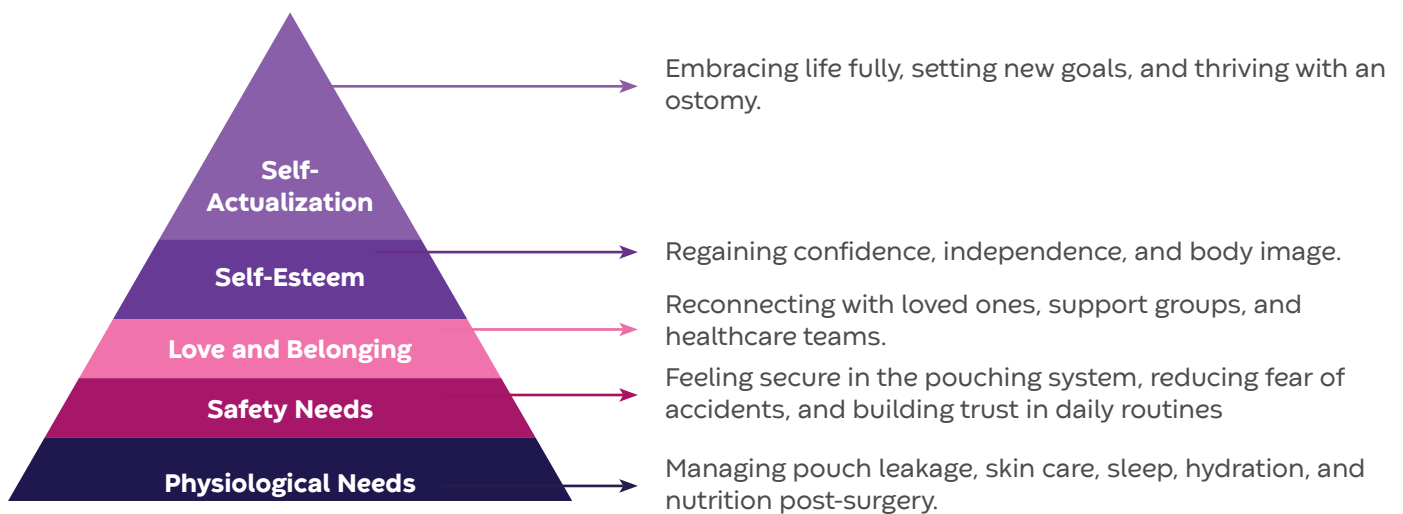 Embracing life fully, setting new goals, and thriving with an
ostomy.
Self-
Actualization
Regaining confidence, independence, and body image.
Self-Esteem
Reconnecting with loved ones, support groups, and
healthcare teams.
Love and Belonging
Feeling secure in the pouching system, reducing fear of
accidents, and building trust in daily routines
Safety Needs
Managing pouch leakage, skin care, sleep, hydration, and
nutrition post-surgery.
Physiological Needs